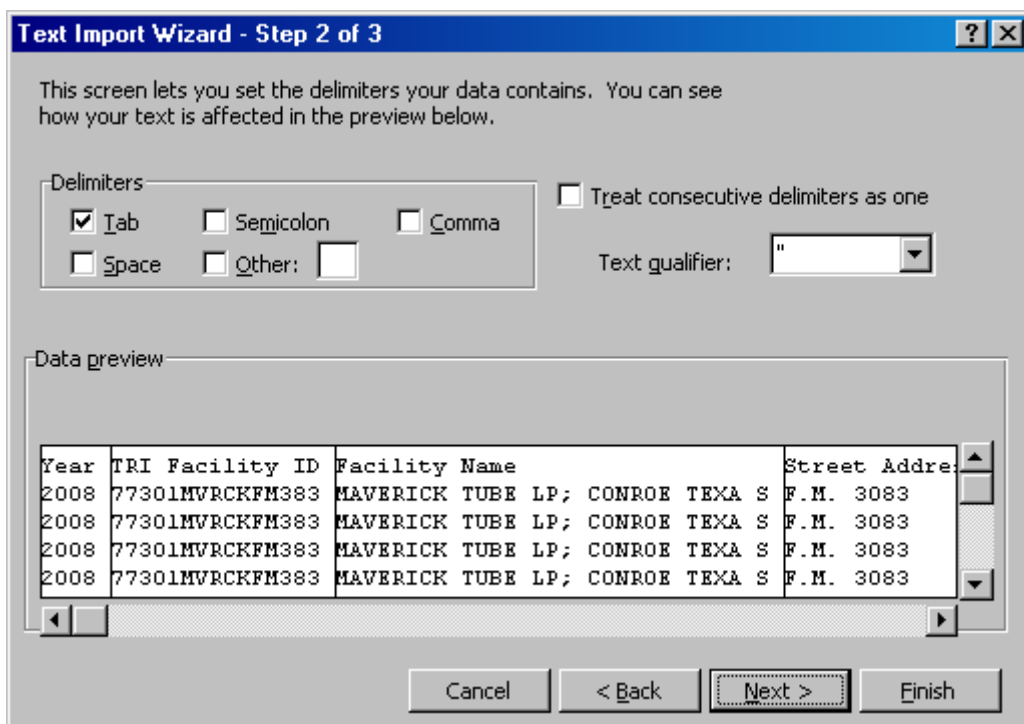 Text Import Wizard - Step 2 of 3
This screen lets you set the delimiters your data contains. You can see
how your text is affected in the preview below.
Delimiters
Tab Semicolon Comma
Space Other:
Treat consecutive delimiters as one
Text qualifier: "
Data preview
Year TRI Facility ID Facility Name Street Addre
2008 77301MVRCKFM383 MAVERICK TUBE LP; CONROE TEXA S F.M. 3083
2008 77301MVRCKFM383 MAVERICK TUBE LP; CONROE TEXA S F.M. 3083
2008 77301MVRCKFM383 MAVERICK TUBE LP; CONROE TEXA S F.M. 3083
2008 77301MVRCKFM383 MAVERICK TUBE LP; CONROE TEXA S F.M. 3083
Cancel < Back Next > Finish